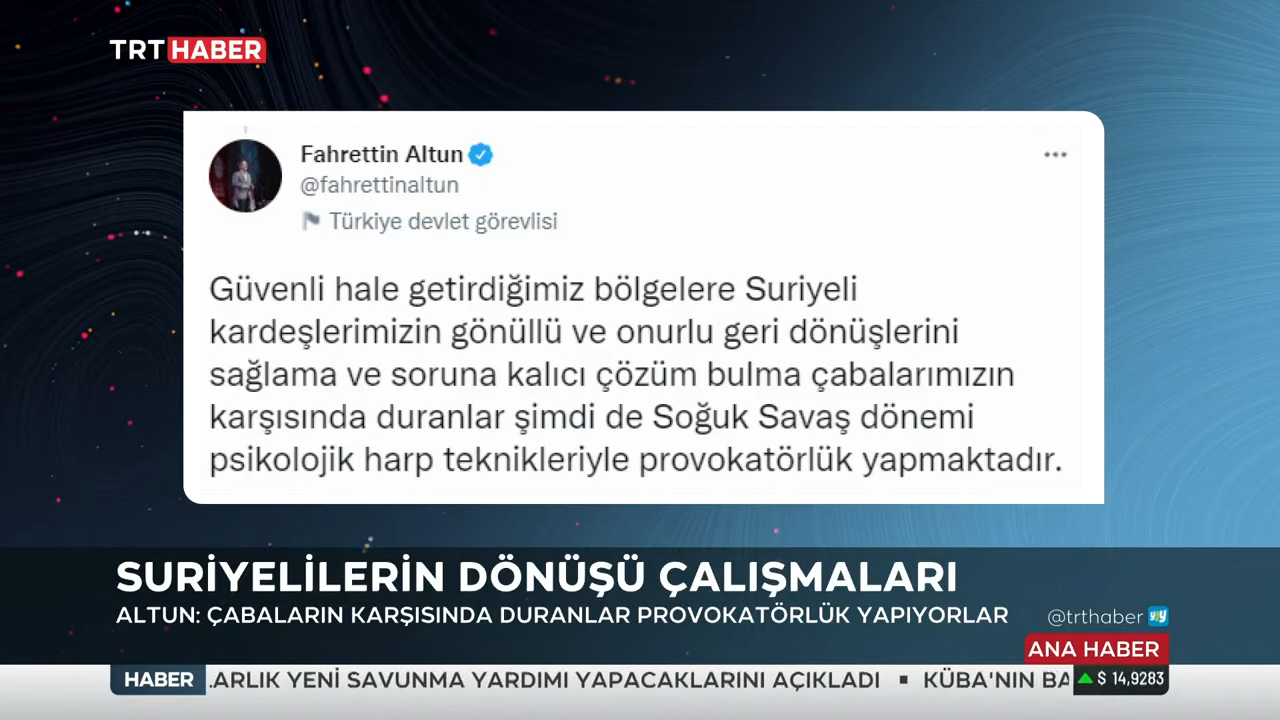 TRT HABER
Fahrettin Altun
@fahrettinaltun
Türkiye devlet görevlisi
Güvenli hale getirdiğimiz bölgelere Suriyeli
kardeşlerimizin gönüllü ve onurlu geri dönüşlerini
sağlama ve soruna kalıcı çözüm bulma çabalarımızın
karşısında duranlar şimdi de Soğuk Savaş dönemi
psikolojik harp teknikleriyle provokatörlük yapmaktadır.
SURİYELİLERİN DÖNÜŞÜ ÇALIŞMALARI
ALTUN: ÇABALARIN KARŞISINDA DURANLAR PROVOKATÖRLÜK YAPIYORLAR
@trthaber
ANA HABER
HABER .ARLIK YENİ SAVUNMA YARDIMI YAPACAKLARINI AÇIKLADI ▪ KÜBA'NIN BA
$ 14,9283